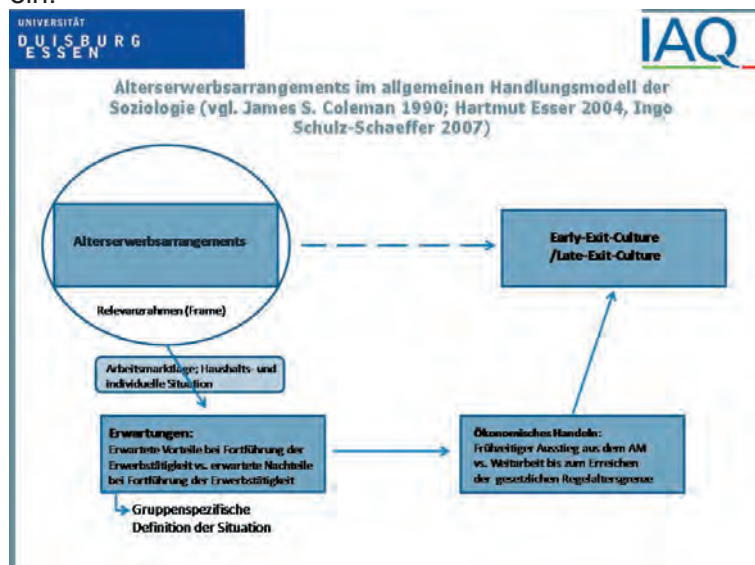 ein.
UNIVERSITÄT
DUISBURG
ESSEN
IAQ
Alterserwerbsarrangements im allgemeinen Handlungsmodell der
Soziologie (vgl. James S. Coleman 1990; Hartmut Esser 2004, Ingo
Schulz-Schaeffer 2007)
Alterserwerbsarrangements
Early-Exit-Culture
/Late-Exit-Culture
Relevanzrahmen (Frame)
Arbeitsmarktlage; Haushalts- und
individuelle Situation
Erwartungen:
Erwartete Vorteile bei Fortführung der
Erwerbstätigkeit vs. erwartete Nachteile
bei Fortführung der Erwerbstätigkeit
Ökonomisches Handeln:
Frühzeitiger Ausstieg aus dem AM
vs. Weitarbeit bis zum Erreichen
der gesetzlichen Regelaltersgrenze
Gruppenspezifische
Definition der Situation